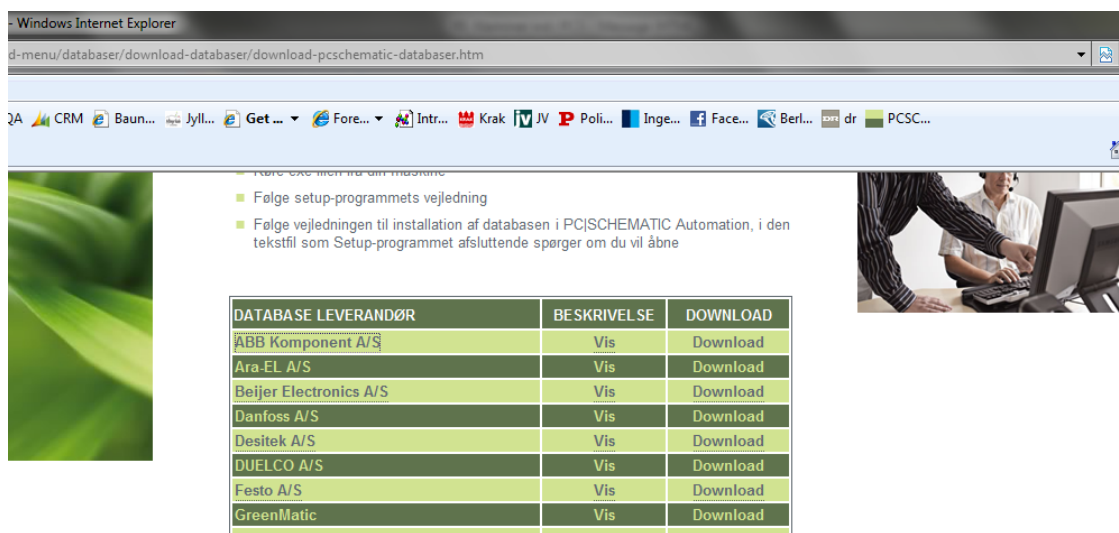 - Windows Internet Explorer
d-menu/databaser/download-databaser/download-pcschematic-databaser.htm
QA CRM Baun... Jyll... Get ... Fore... Intr... Krak JV Poli... Inge... Face... Berl... dr PCSC...
Følge setup-programmets vejledning
Følge vejledningen til installation af databasen i PC|SCHEMATIC Automation, i den
tekstfil som Setup-programmet afsluttende spørger om du vil åbne
DATABASE LEVERANDØR BESKRIVELSE DOWNLOAD
ABB Komponent A/S Vis Download
Ara-EL A/S Vis Download
Beijer Electronics A/S Vis Download
Danfoss A/S Vis Download
Desitek A/S Vis Download
DUELCO A/S Vis Download
Festo A/S Vis Download
GreenMatic Vis Download